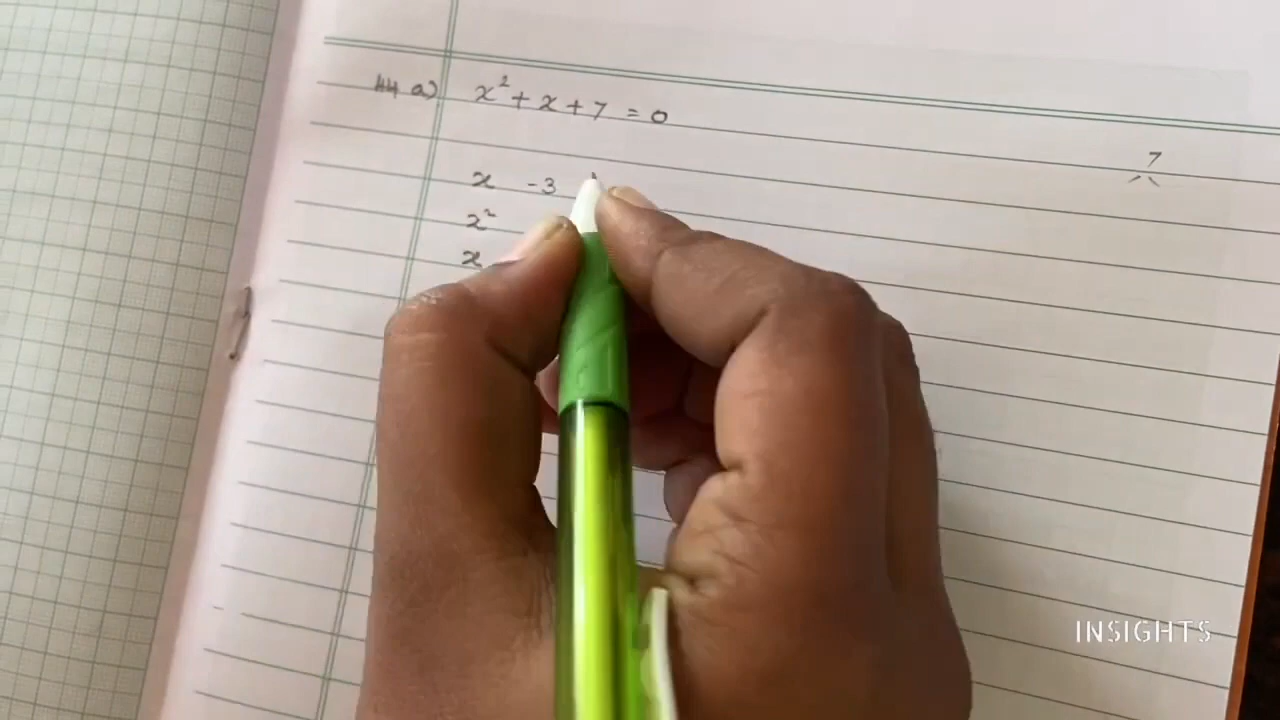 44 a) x² + x + 7 = 0
7
x -3
x²
x
INSIGHTS